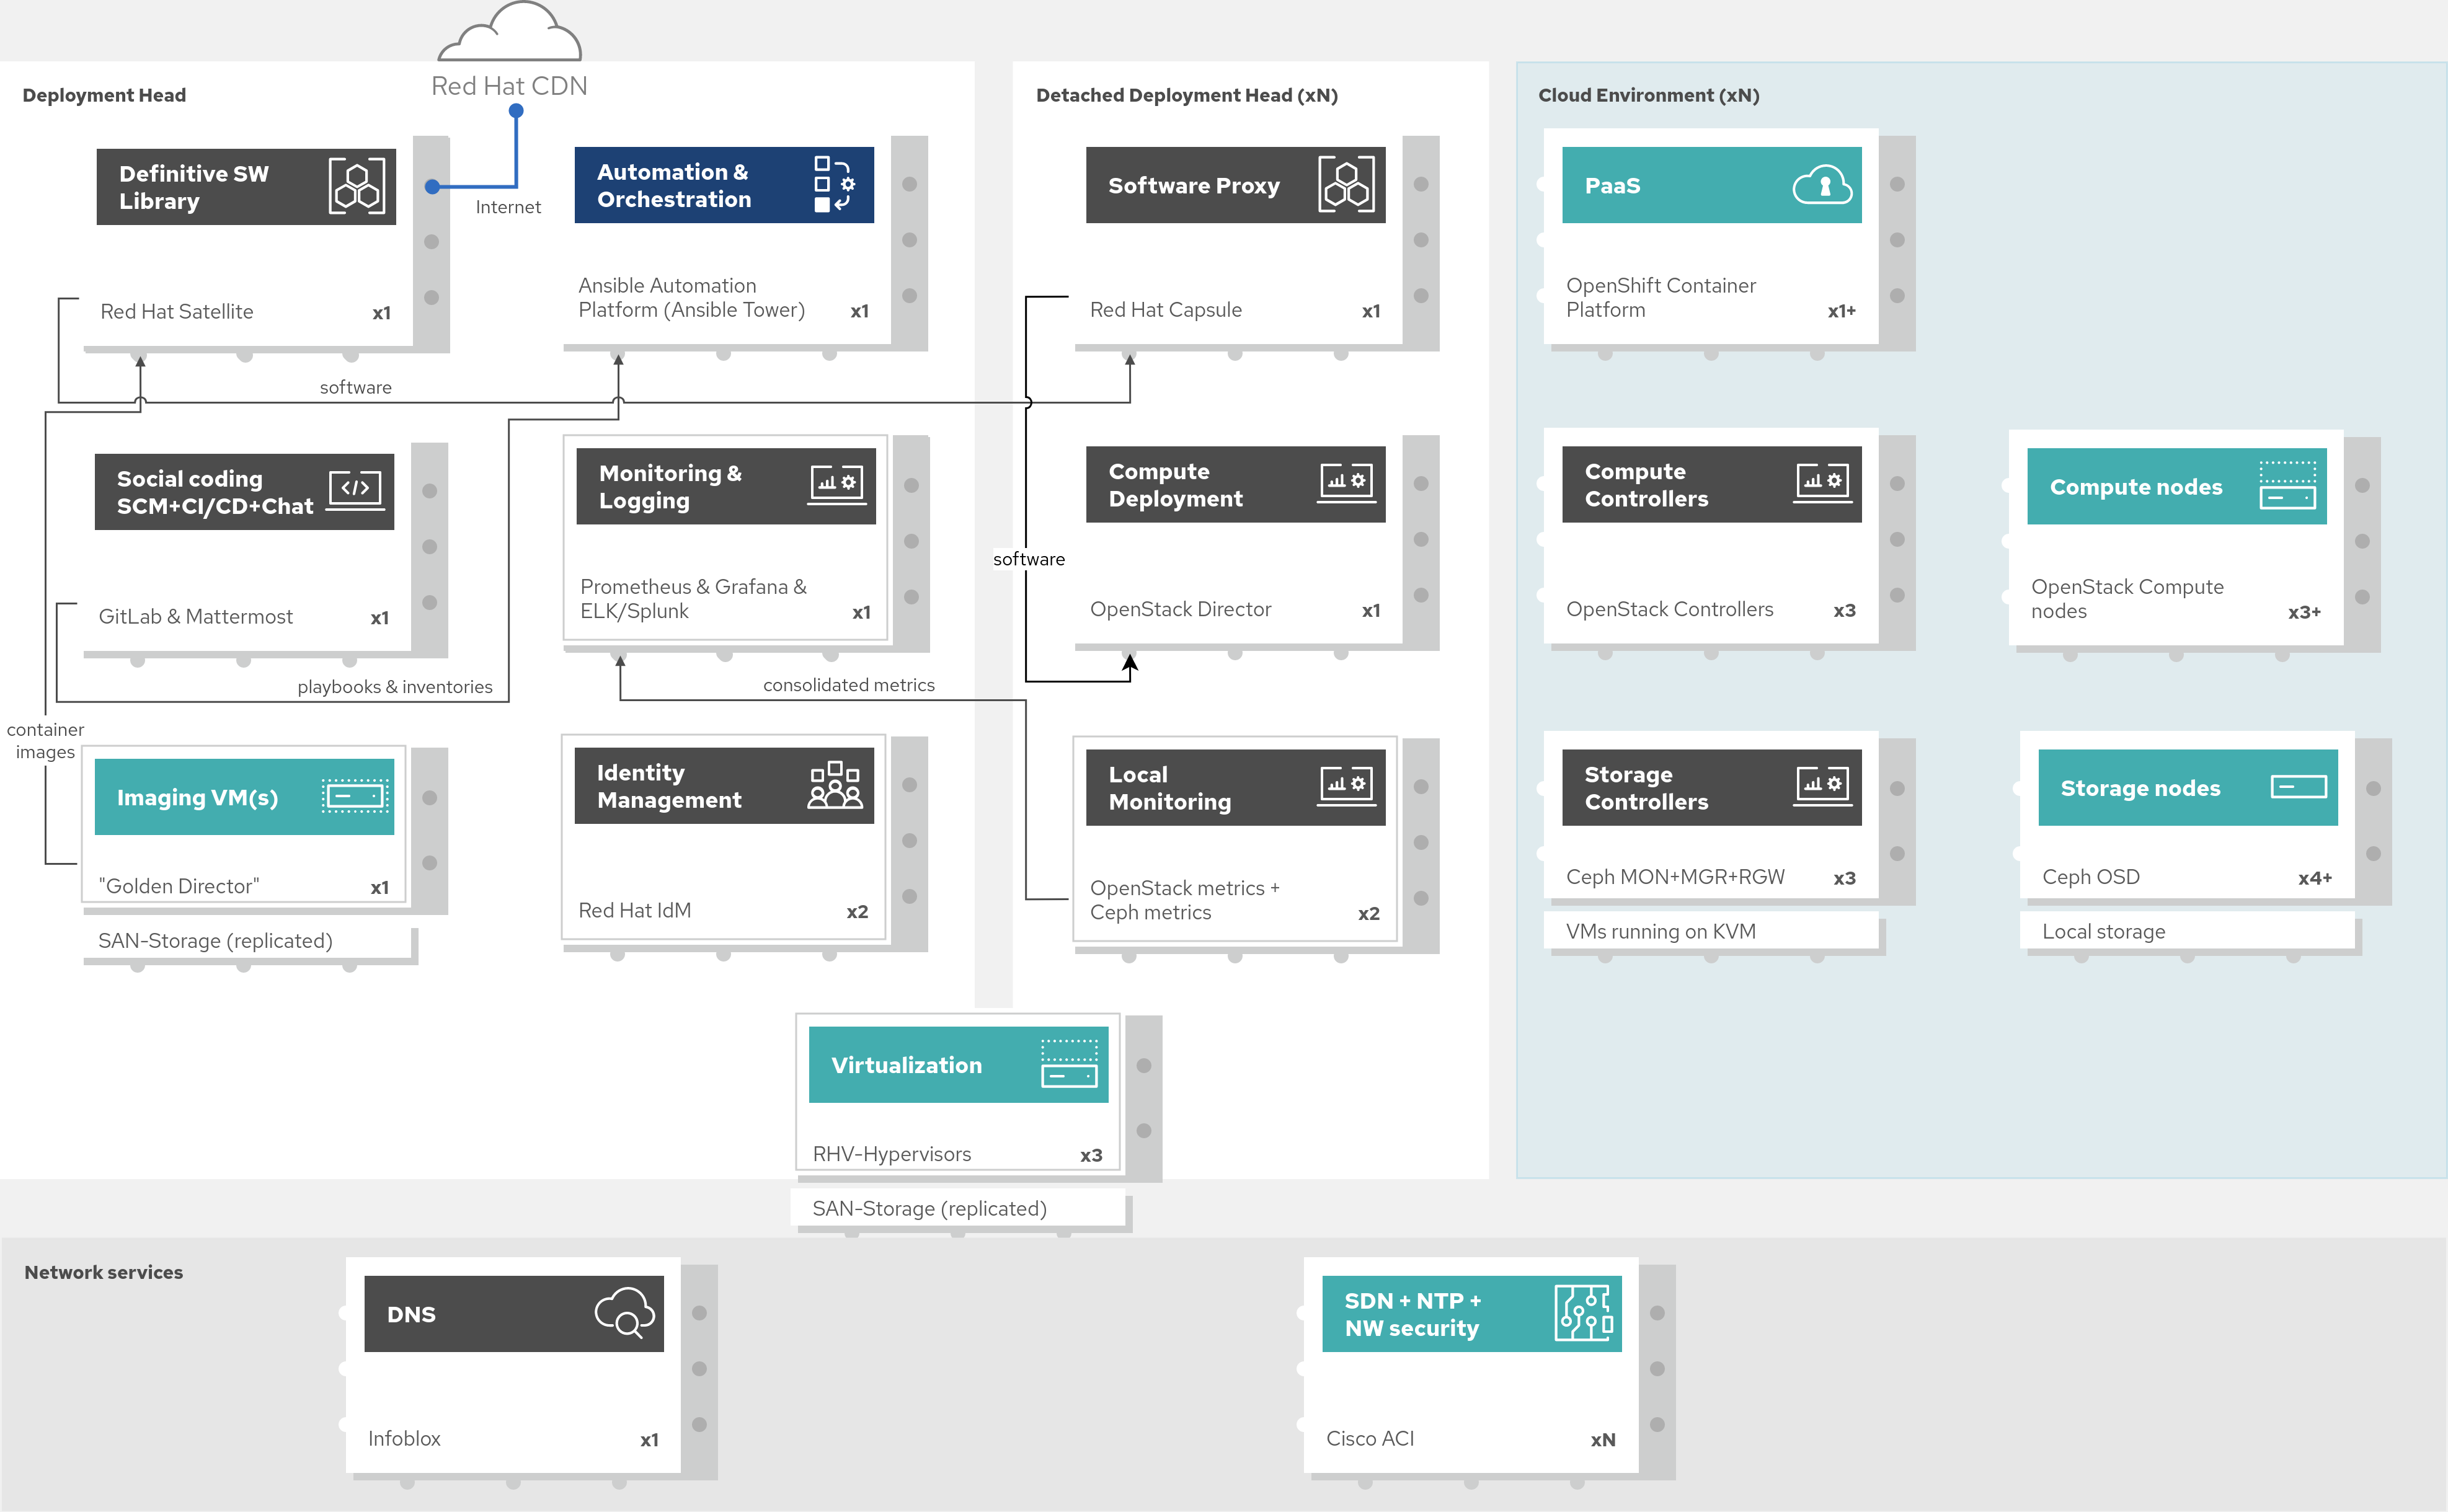 Red Hat CDN
Deployment Head
Definitive SW
Library
Red Hat Satellite
x1
Internet
Automation &
Orchestration
Ansible Automation
Platform (Ansible Tower)
x1
software
Social coding
SCM+CI/CD+Chat
GitLab & Mattermost
x1
playbooks & inventories
Monitoring &
Logging
Prometheus & Grafana &
ELK/Splunk
x1
consolidated metrics
container
images
Imaging VM(s)
"Golden Director"
x1
SAN-Storage (replicated)
Identity
Management
Red Hat IdM
x2
Detached Deployment Head (xN)
Software Proxy
Red Hat Capsule
x1
software
Compute
Deployment
OpenStack Director
x1
Local
Monitoring
OpenStack metrics +
Ceph metrics
x2
Virtualization
RHV-Hypervisors
x3
SAN-Storage (replicated)
Cloud Environment (xN)
PaaS
OpenShift Container
Platform
x1+
Compute
Controllers
OpenStack Controllers
x3
Compute nodes
OpenStack Compute
nodes
x3+
Storage
Controllers
Ceph MON+MGR+RGW
x3
VMs running on KVM
Storage nodes
Ceph OSD
x4+
Local storage
Network services
DNS
Infoblox
x1
SDN + NTP +
NW security
Cisco ACI
xN